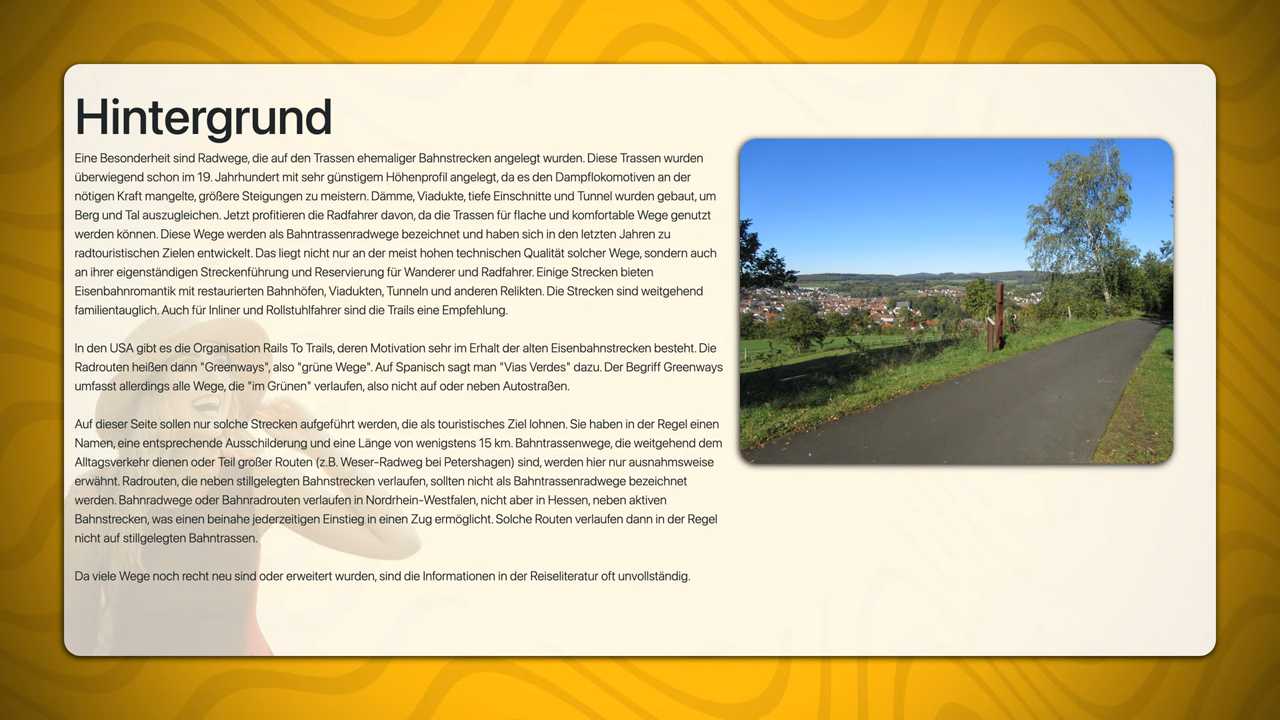 Hintergrund
Eine Besonderheit sind Radwege, die auf den Trassen ehemaliger Bahnstrecken angelegt wurden. Diese Trassen wurden
überwiegend schon im 19. Jahrhundert mit sehr günstigem Höhenprofil angelegt, da es den Dampflokomotiven an der
nötigen Kraft mangelte, größere Steigungen zu meistern. Dämme, Viadukte, tiefe Einschnitte und Tunnel wurden gebaut, um
Berg und Tal auszugleichen. Jetzt profitieren die Radfahrer davon, da die Trassen für flache und komfortable Wege genutzt
werden können. Diese Wege werden als Bahntrassenradwege bezeichnet und haben sich in den letzten Jahren zu
radtouristischen Zielen entwickelt. Das liegt nicht nur an der meist hohen technischen Qualität solcher Wege, sondern auch
an ihrer eigenständigen Streckenführung und Reservierung für Wanderer und Radfahrer. Einige Strecken bieten
Eisenbahnromantik mit restaurierten Bahnhöfen, Viadukten, Tunneln und anderen Relikten. Die Strecken sind weitgehend
familientauglich. Auch für Inliner und Rollstuhlfahrer sind die Trails eine Empfehlung.
In den USA gibt es die Organisation Rails To Trails, deren Motivation sehr im Erhalt der alten Eisenbahnstrecken besteht. Die
Radrouten heißen dann "Greenways", also "grüne Wege". Auf Spanisch sagt man "Vias Verdes" dazu. Der Begriff Greenways
umfasst allerdings alle Wege, die "im Grünen" verlaufen, also nicht auf oder neben Autostraßen.
Auf dieser Seite sollen nur solche Strecken aufgeführt werden, die als touristisches Ziel lohnen. Sie haben in der Regel einen
Namen, eine entsprechende Ausschilderung und eine Länge von wenigstens 15 km. Bahntrassenwege, die weitgehend dem
Alltagsverkehr dienen oder Teil großer Routen (z.B. Weser-Radweg bei Petershagen) sind, werden hier nur ausnahmsweise
erwähnt. Radrouten, die neben stillgelegten Bahnstrecken verlaufen, sollten nicht als Bahntrassenradwege bezeichnet
werden. Bahnradwege oder Bahnradrouten verlaufen in Nordrhein-Westfalen, nicht aber in Hessen, neben aktiven
Bahnstrecken, was einen beinahe jederzeitigen Einstieg in einen Zug ermöglicht. Solche Routen verlaufen dann in der Regel
nicht auf stillgelegten Bahntrassen.
Da viele Wege noch recht neu sind oder erweitert wurden, sind die Informationen in der Reiseliteratur oft unvollständig.